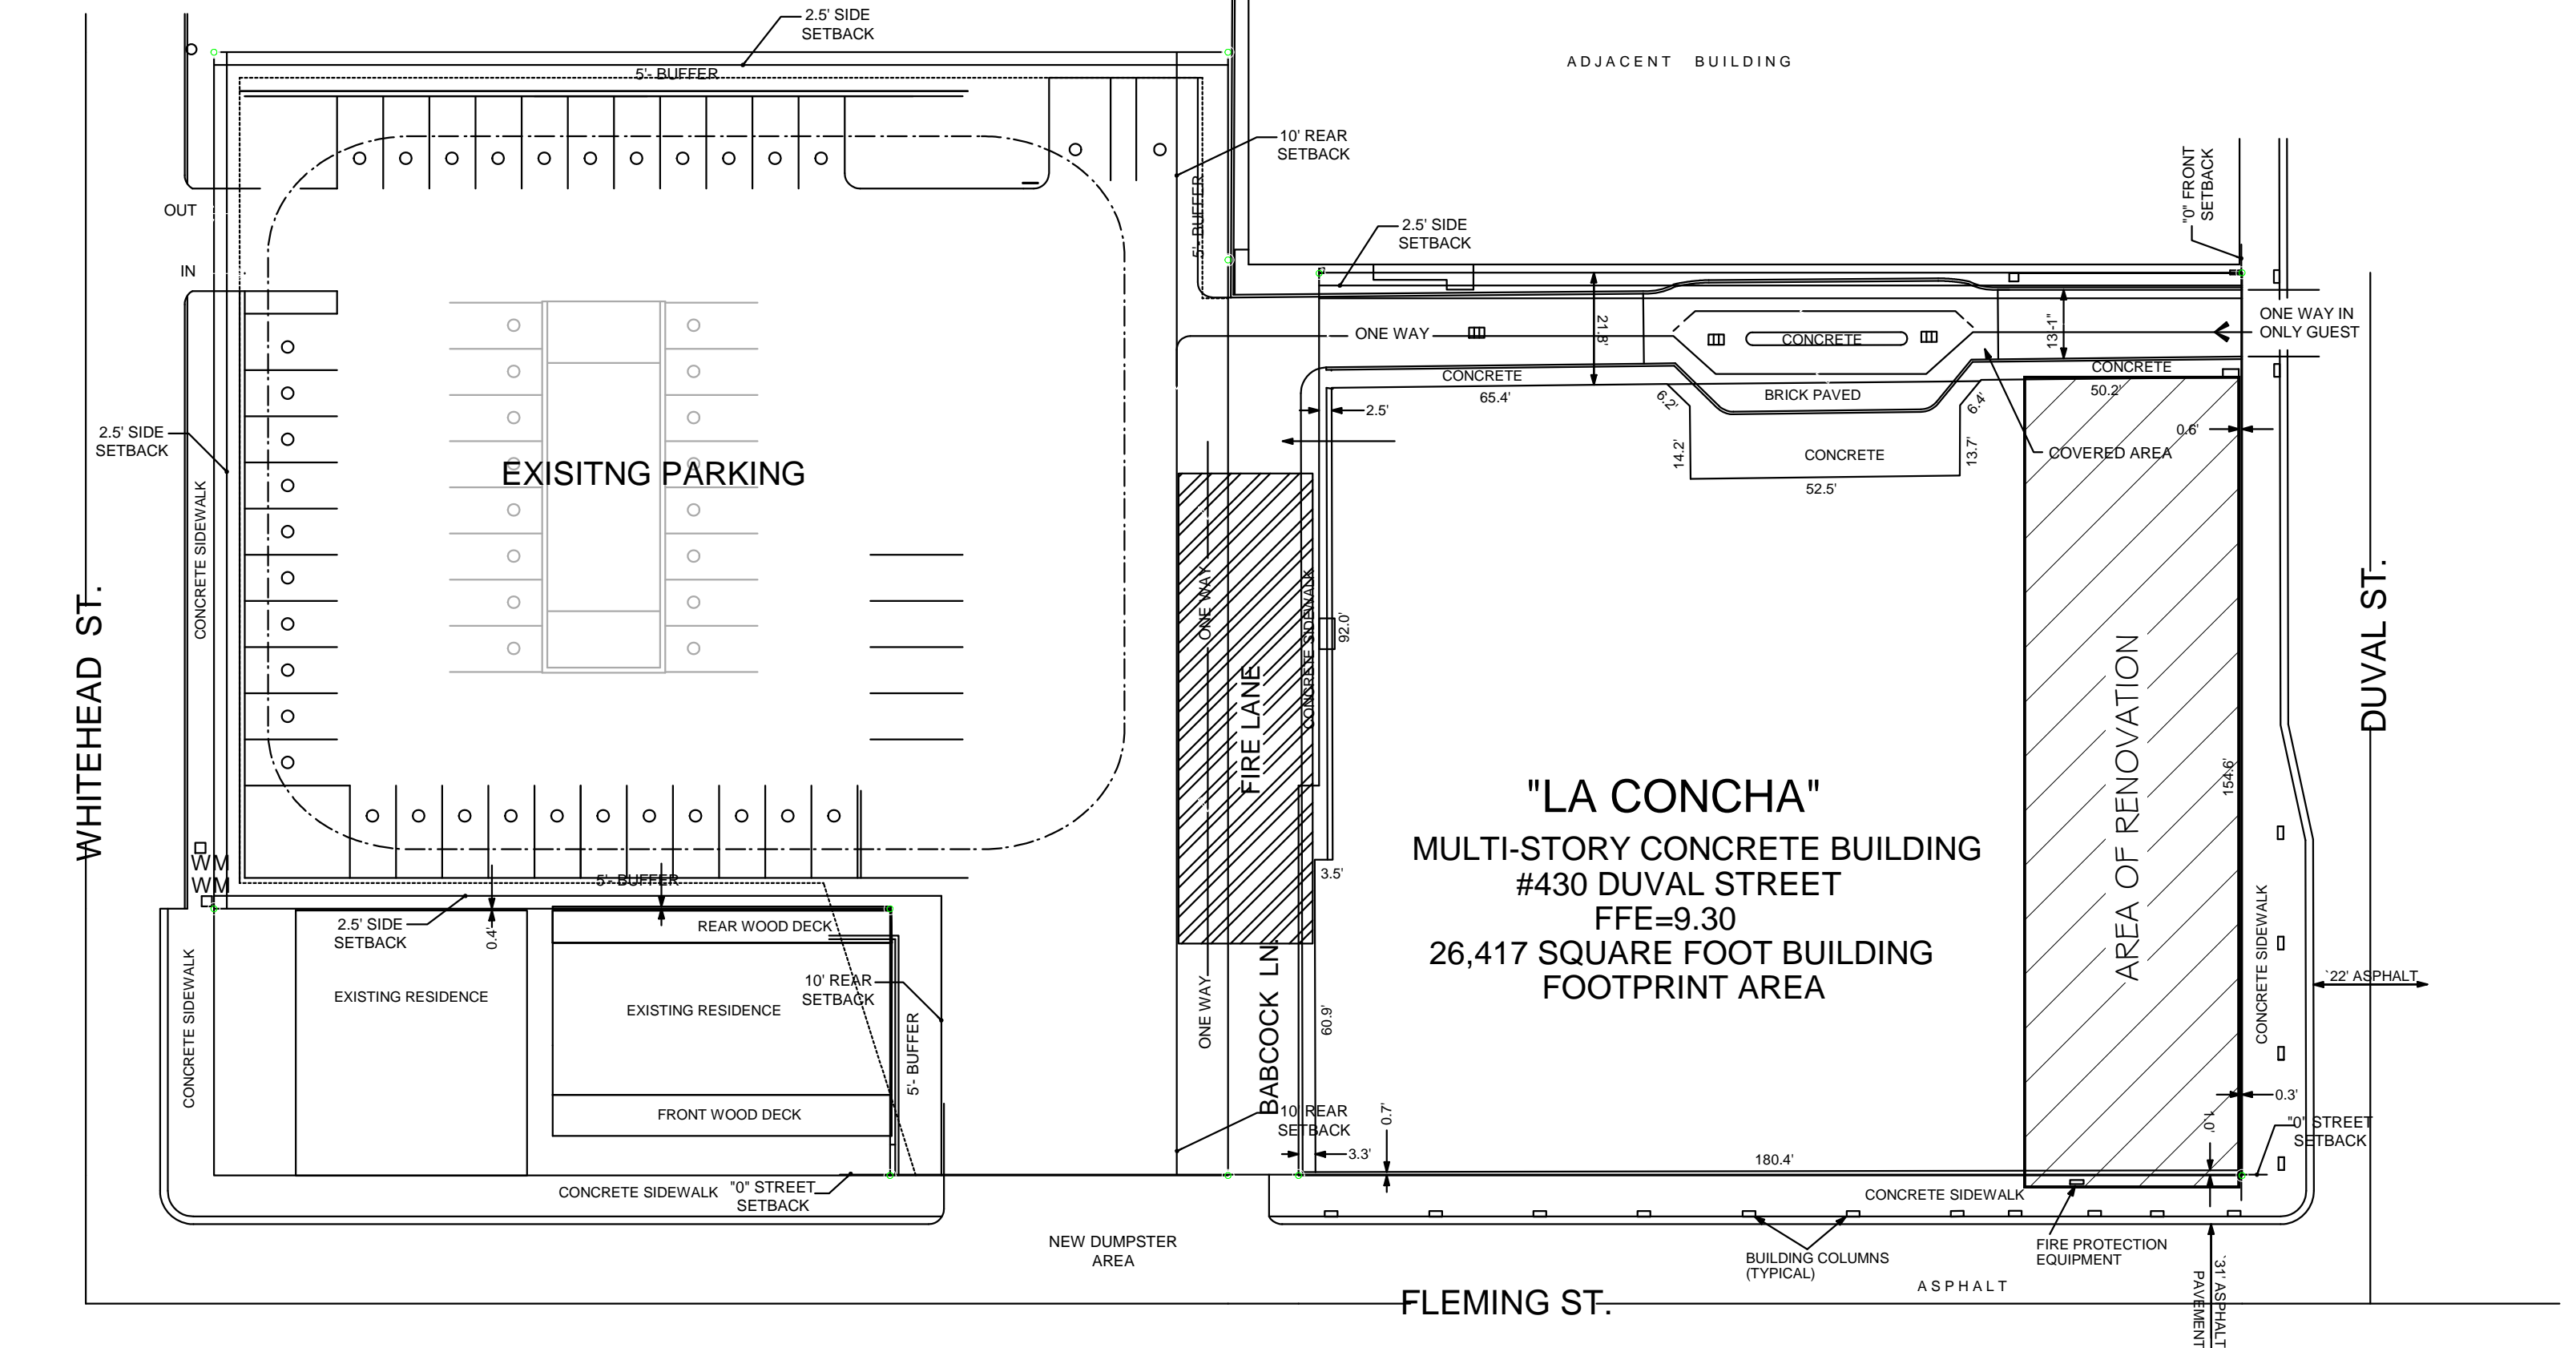 2.5' SIDE
SETBACK
5'- BUFFER
ADJACENT BUILDING
10' REAR
SETBACK
5'- BUFFER
"0" FRONT
SETBACK
OUT
IN
2.5' SIDE
SETBACK
ONE WAY IN
ONLY GUEST
ONE WAY
21.8'
CONCRETE
13'-1"
CONCRETE
65.4'
2.5'
6.2'
BRICK PAVED
6.4'
CONCRETE
50.2'
0.6'
COVERED AREA
14.2'
CONCRETE
13.7'
52.5'
2.5' SIDE
SETBACK
EXISITNG PARKING
CONCRETE SIDEWALK
WHITEHEAD ST.
ONE WAY
FIRE LANE
CONCRETE SIDEWALK
92.0'
DUVAL ST.
AREA OF RENOVATION
154.6'
"LA CONCHA"
MULTI-STORY CONCRETE BUILDING
#430 DUVAL STREET
FFE=9.30
26,417 SQUARE FOOT BUILDING
FOOTPRINT AREA
WM
WM
5'- BUFFER
3.5'
2.5' SIDE
SETBACK
0.4'
REAR WOOD DECK
CONCRETE SIDEWALK
EXISTING RESIDENCE
EXISTING RESIDENCE
10' REAR
SETBACK
5'- BUFFER
FRONT WOOD DECK
ONE WAY
BABCOCK LN.
60.9'
CONCRETE SIDEWALK
`22' ASPHALT
10' REAR
SETBACK
0.7'
3.3'
180.4'
1.0'
0.3'
"0" STREET
SETBACK
CONCRETE SIDEWALK
"0" STREET
SETBACK
CONCRETE SIDEWALK
NEW DUMPSTER
AREA
BUILDING COLUMNS
(TYPICAL)
FIRE PROTECTION
EQUIPMENT
ASPHALT
`31' ASPHALT
PAVEMENT
FLEMING ST.